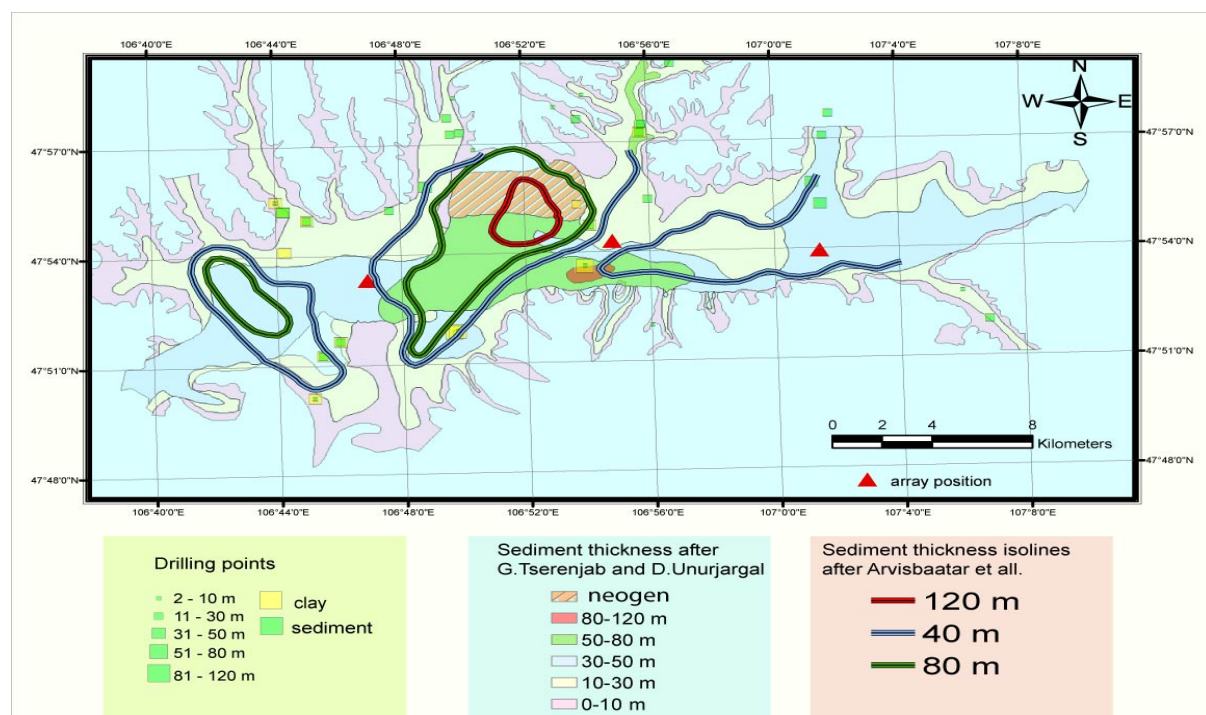 106°40'0"E 106°44'0"E 106°48'0"E 106°52'0"E 106°56'0"E 107°0'0"E 107°4'0"E 107°8'0"E
N
W E
S
47°57'0"N 47°57'0"N
47°54'0"N 47°54'0"N
47°51'0"N 47°51'0"N
0 2 4 8
Kilometers
47°48'0"N 47°48'0"N
array position
106°40'0"E 106°44'0"E 106°48'0"E 106°52'0"E 106°56'0"E 107°0'0"E 107°4'0"E 107°8'0"E
Drilling points
2 - 10 m
11 - 30 m
31 - 50 m
51 - 80 m
81 - 120 m
clay
sediment
Sediment thickness after
G.Tserenjab and D.Unurjargal
neogen
80-120 m
50-80 m
30-50 m
10-30 m
0-10 m
Sediment thickness isolines
after Arvisbaatar et all.
120 m
40 m
80 m